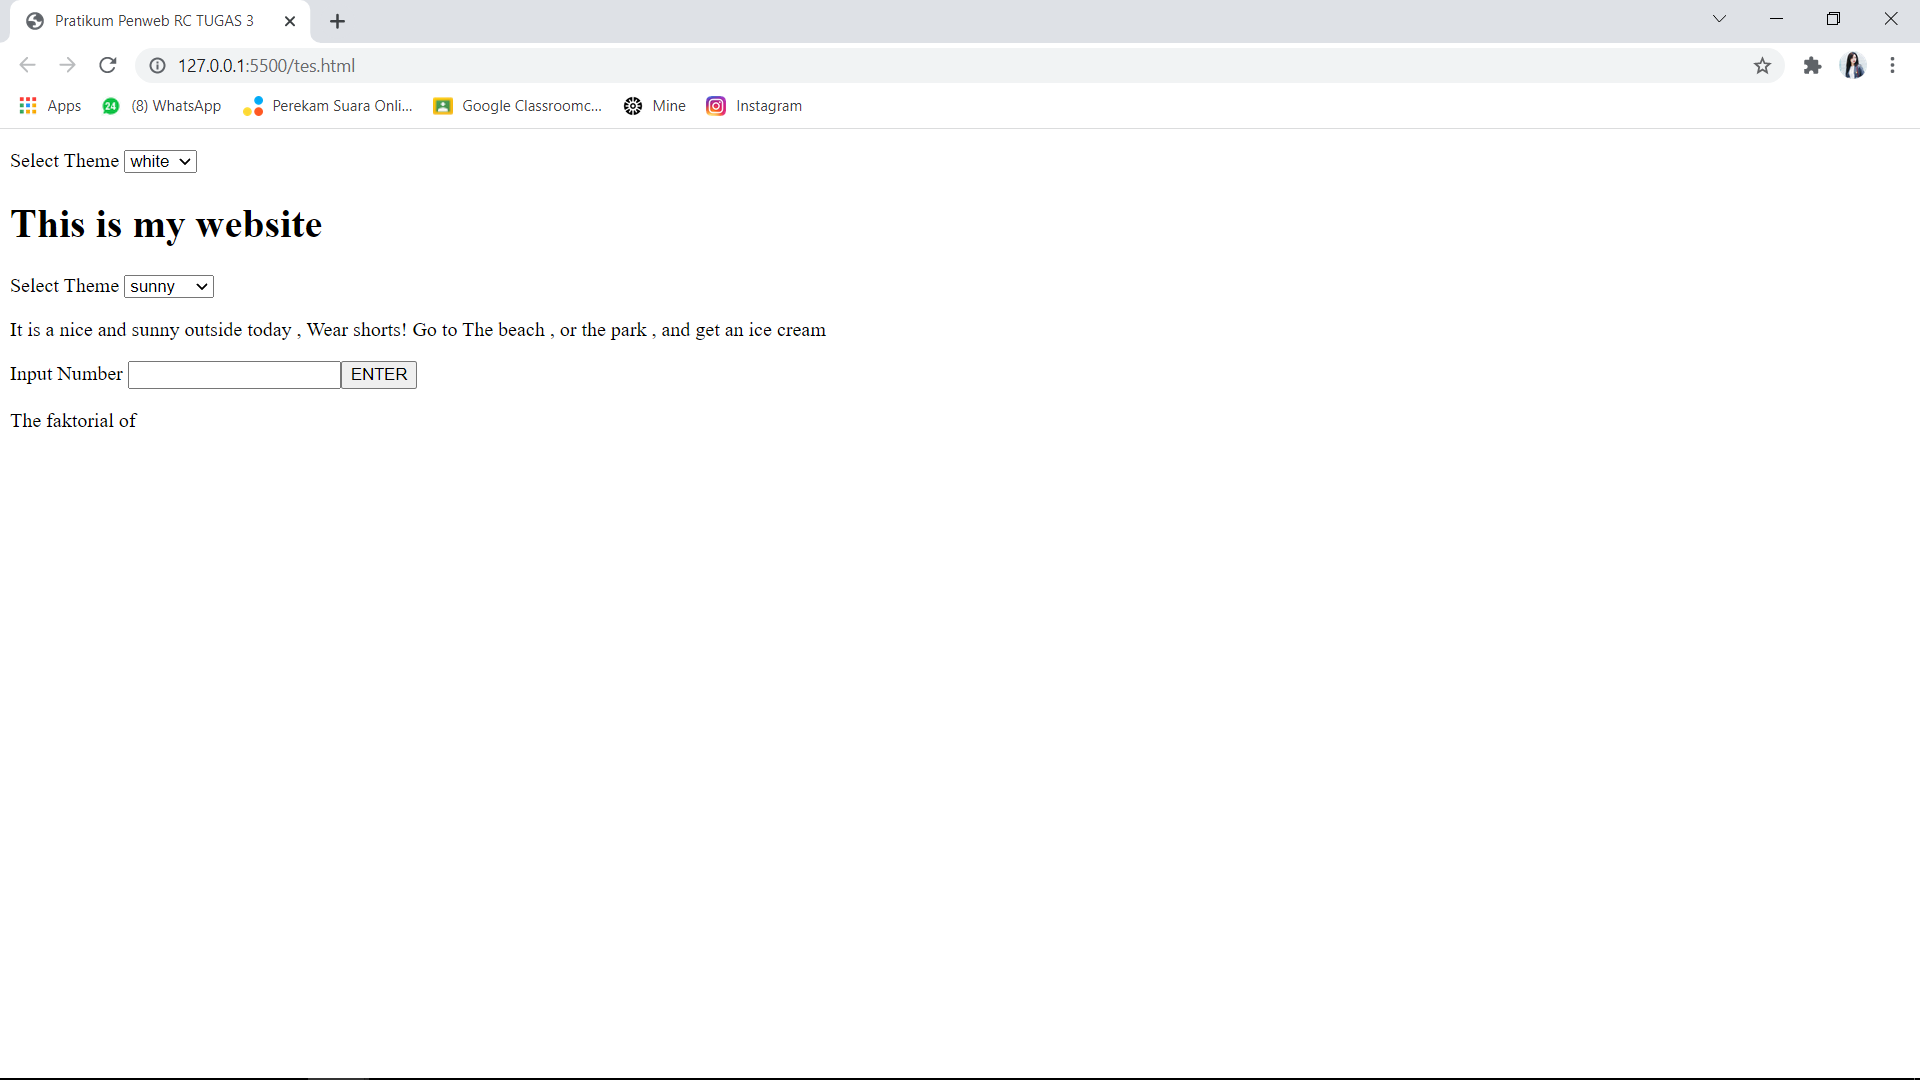 Pratikum Penweb RC TUGAS 3
127.0.0.1:5500/tes.html
Apps 24 (8) WhatsApp Perekam Suara Onli... Google Classroomc... Mine Instagram
Select Theme white
This is my website
Select Theme sunny
It is a nice and sunny outside today , Wear shorts! Go to The beach , or the park , and get an ice cream
Input Number ENTER
The faktorial of